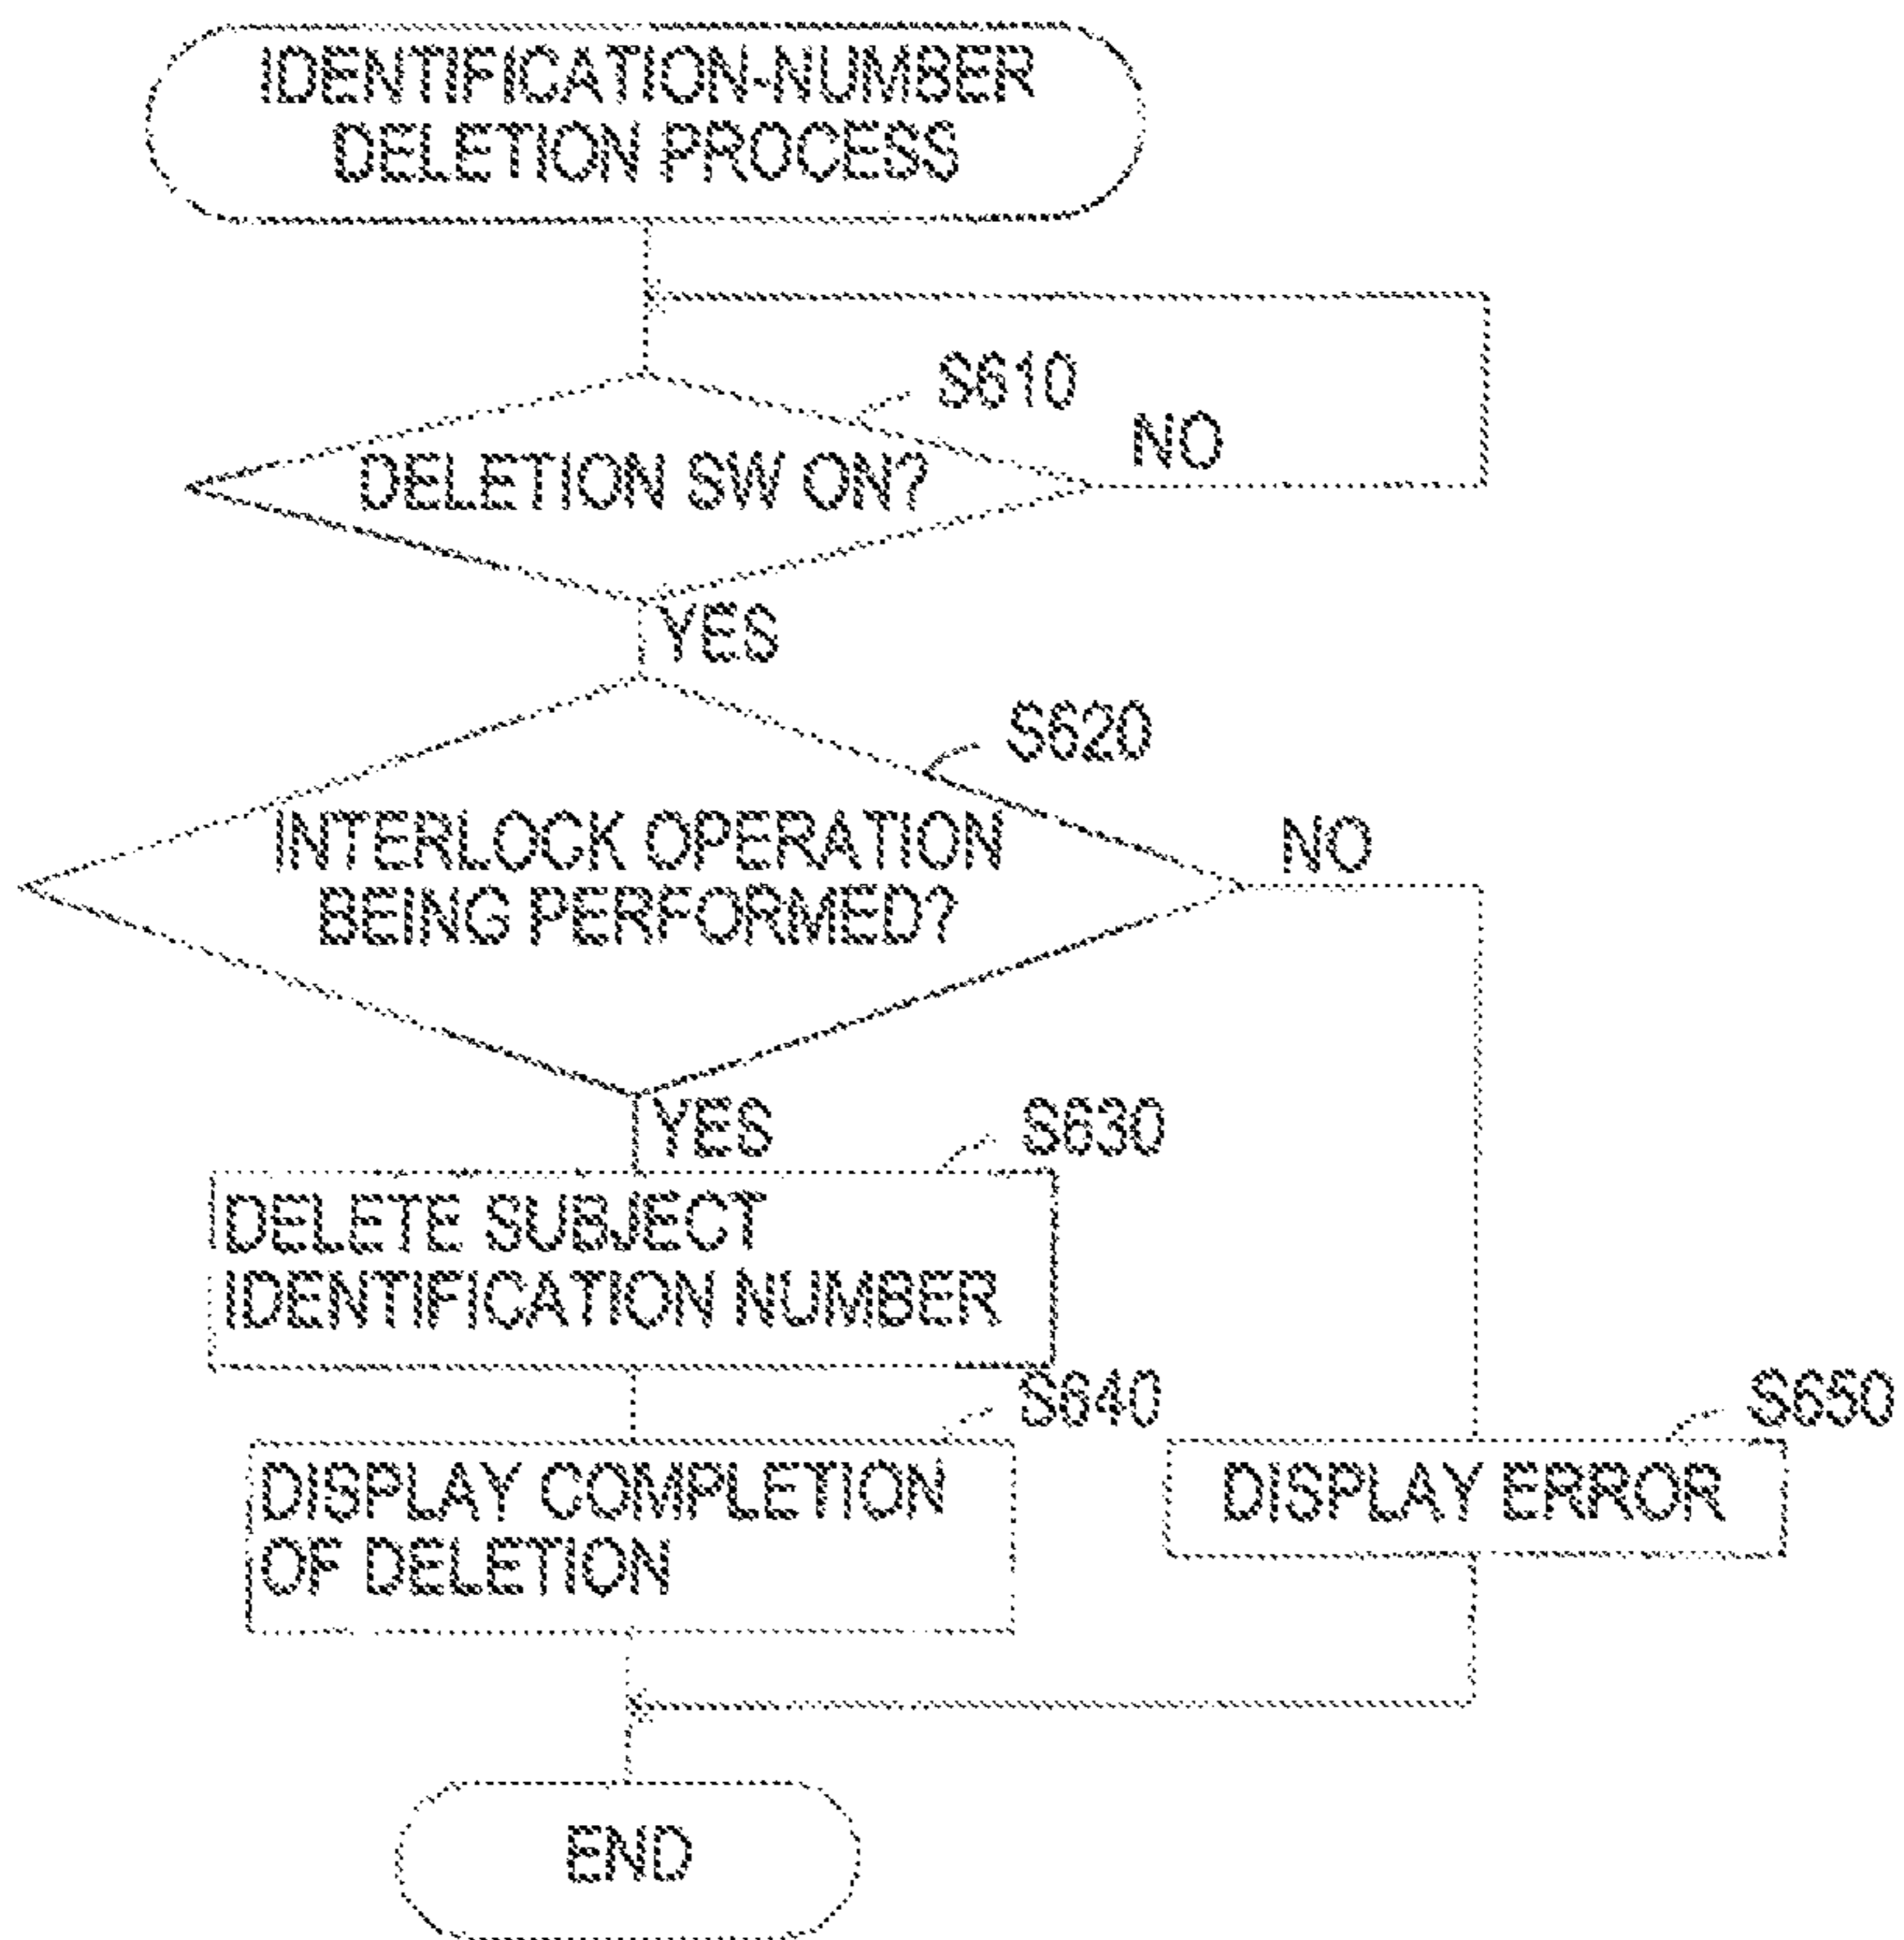 IDENTIFICATION-NUMBER
DELETION PROCESS
S610
NO
DELETION SW ON?
YES
S620
INTERLOCK OPERATION
BEING PERFORMED?
NO
YES
S630
DELETE SUBJECT
IDENTIFICATION NUMBER
S640
DISPLAY COMPLETION
OF DELETION
S650
DISPLAY ERROR
END